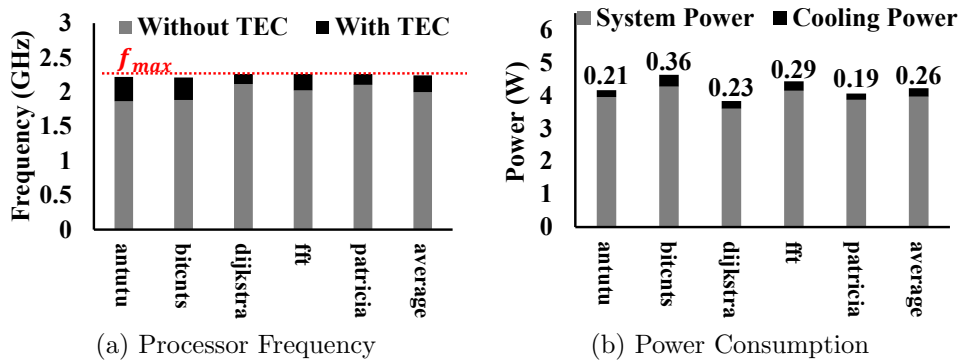 Without TEC With TEC
f_max
Frequency (GHz)
3
2.5
2
1.5
1
0.5
0
antutu
bitcnts
dijkstra
fft
patricia
average
(a) Processor Frequency
System Power Cooling Power
Power (W)
6
5
4
3
2
1
0
0.21
0.36
0.23
0.29
0.19
0.26
antutu
bitcnts
dijkstra
fft
patricia
average
(b) Power Consumption